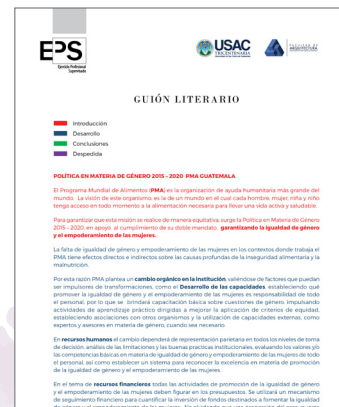 EPS
Ejercicio Profesional
Supervisado
USAC
TRICENTENARIA
FACULTAD DE
ARQUITECTURA
GUIÓN LITERARIO
Introducción
Desarrollo
Conclusiones
Despedida
POLÍTICA EN MATERIA DE GÉNERO 2015 – 2020 PMA GUATEMALA
El Programa Mundial de Alimentos (PMA) es la organización de ayuda humanitaria más grande del
mundo. La visión de este organismo, es la de un mundo en el cual cada hombre, mujer, niña y niño
tenga acceso en todo momento a la alimentación necesaria para llevar una vida activa y saludable.
Para garantizar que esta misión se realice de manera equitativa, surge la Política en Materia de Género
2015 – 2020, en apoyo al cumplimiento de su doble mandato, garantizando la igualdad de género
y el empoderamiento de las mujeres.
La falta de igualdad de género y empoderamiento de las mujeres en los contextos donde trabaja el
PMA tiene efectos directos e indirectos sobre las causas profundas de la inseguridad alimentaria y la
malnutrición.
Por esta razón PMA plantea un cambio orgánico en la institución, valiéndose de factores que puedan
ser impulsores de transformaciones, como el Desarrollo de las capacidades, estableciendo que
promover la igualdad de género y el empoderamiento de las mujeres es responsabilidad de todo
el personal, por lo que se brindará capacitación básica sobre cuestiones de género. Impulsando
actividades de aprendizaje práctico dirigidas a mejorar la aplicación de criterios de equidad,
estableciendo asociaciones con otros organismos y la utilización de capacidades externas, como
expertos y asesores en materia de género, cuando sea necesario.
En recursos humanos el cambio dependerá de representación paritaria en todos los niveles de toma
de decisión, análisis de las limitaciones y las buenas practicas institucionales, evaluando los valores y/o
las competencias básicas en materia de igualdad de género y empoderamiento de las mujeres de todo
el personal, así como establecer un sistema para reconocer la excelencia en materia de promoción
de la igualdad de género y el empoderamiento de las mujeres.
En el tema de recursos financieros todas las actividades de promoción de la igualdad de género
y el empoderamiento de las mujeres deben figurar en los presupuestos. Se utilizará un mecanismo
de seguimiento financiero para cuantificar la inversión de fondos destinados a fomentar la igualdad